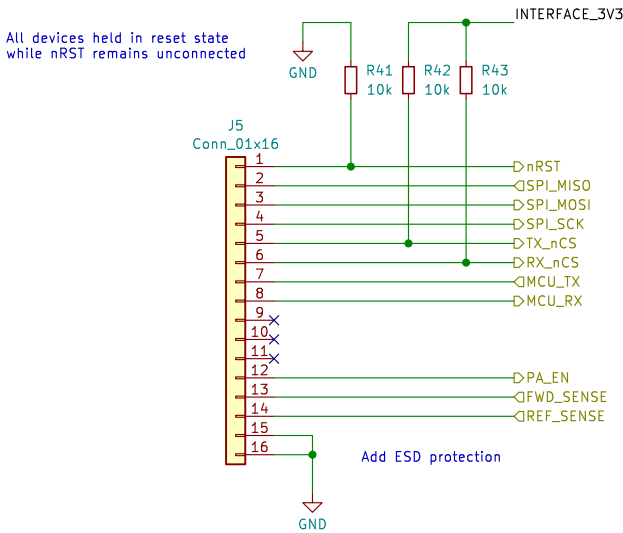 INTERFACE_3V3
All devices held in reset state
while nRST remains unconnected
GND
R41
10k
R42
10k
R43
10k
J5
Conn_01x16
1
nRST
2
SPI_MISO
3
SPI_MOSI
4
SPI_SCK
5
TX_nCS
6
RX_nCS
7
MCU_TX
8
MCU_RX
9
10
11
12
PA_EN
13
FWD_SENSE
14
REF_SENSE
15
16
Add ESD protection
GND